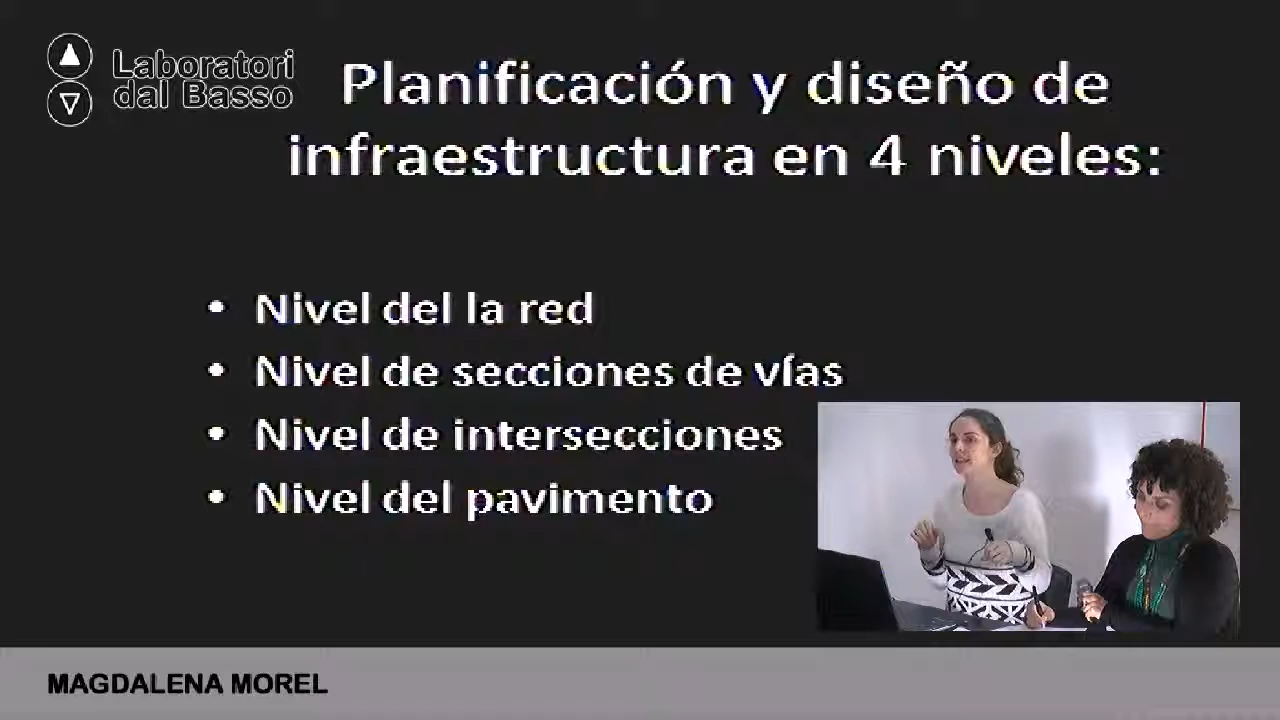 Laboratori
dal Basso
Planificación y diseño de
infraestructura en 4 niveles:
• Nivel del la red
• Nivel de secciones de vías
• Nivel de intersecciones
• Nivel del pavimento
MAGDALENA MOREL